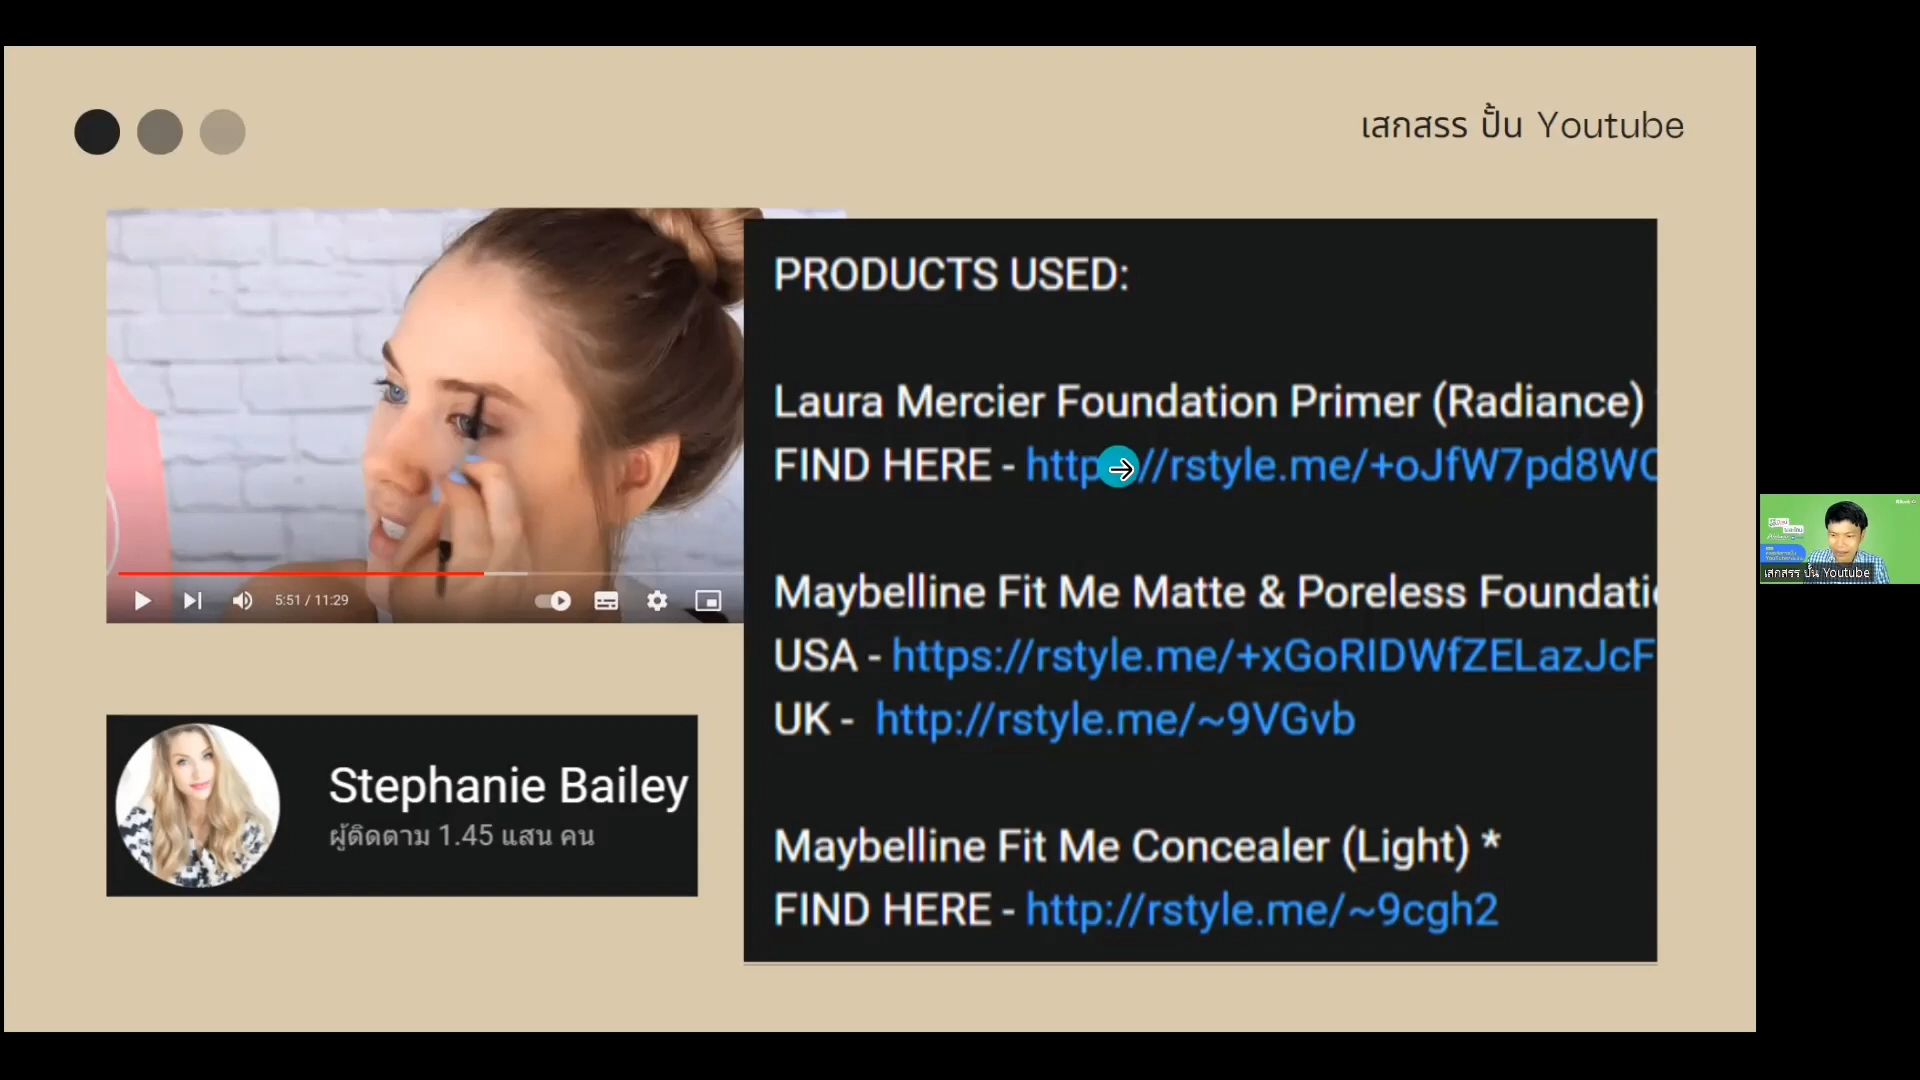 เสกสรร ปั้น Youtube
5:51 / 11:29
PRODUCTS USED:
Laura Mercier Foundation Primer (Radiance)
FIND HERE - http://rstyle.me/+oJfW7pd8WC
Maybelline Fit Me Matte & Poreless Foundatio
USA - https://rstyle.me/+xGoRIDWfZELazJcF
UK - http://rstyle.me/~9VGvb
Maybelline Fit Me Concealer (Light) *
FIND HERE - http://rstyle.me/~9cgh2
Stephanie Bailey
ผู้ติดตาม 1.45 แสน คน
เสกสรร ปั้น Youtube